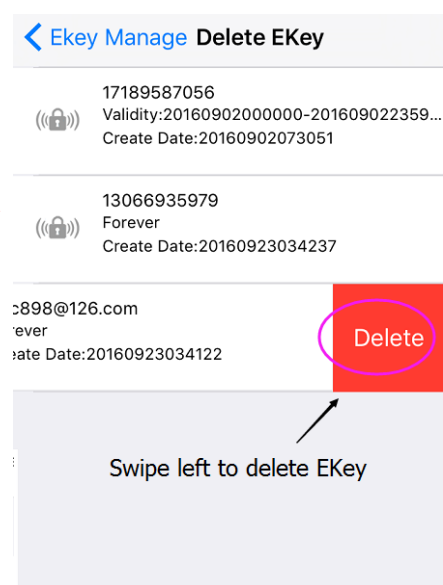 Ekey Manage Delete EKey
17189587056
Validity:20160902000000-201609022359...
Create Date:20160902073051
13066935979
Forever
Create Date:20160923034237
c898@126.com
rever
ate Date:20160923034122
Delete
Swipe left to delete EKey